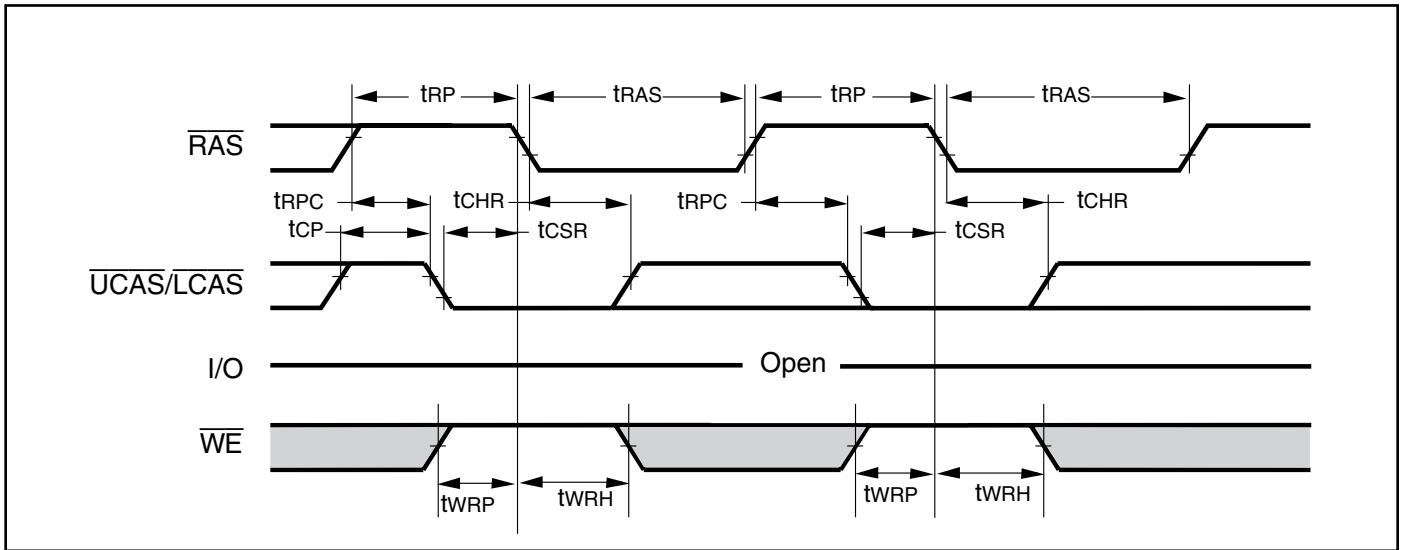 tRP tRAS tRP tRAS
RAS
tRPC tCHR tRPC tCHR
tCP tCSR tCSR
UCAS/LCAS
I/O Open
WE
tWRP tWRH tWRP tWRH